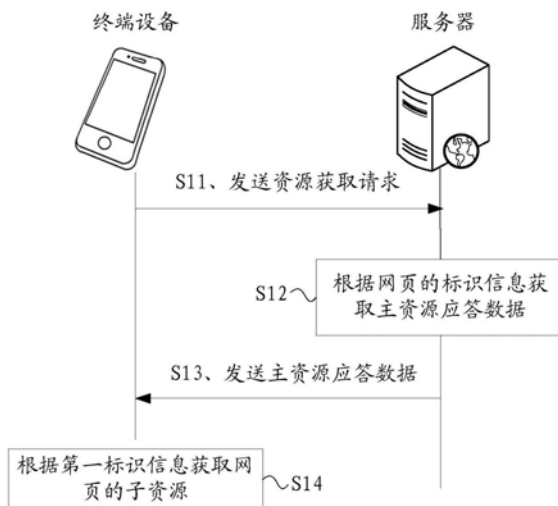 终端设备
服务器
S11、发送资源获取请求
S12
根据网页的标识信息获
取主资源应答数据
S13、发送主资源应答数据
根据第一标识信息获取网
页的子资源
S14